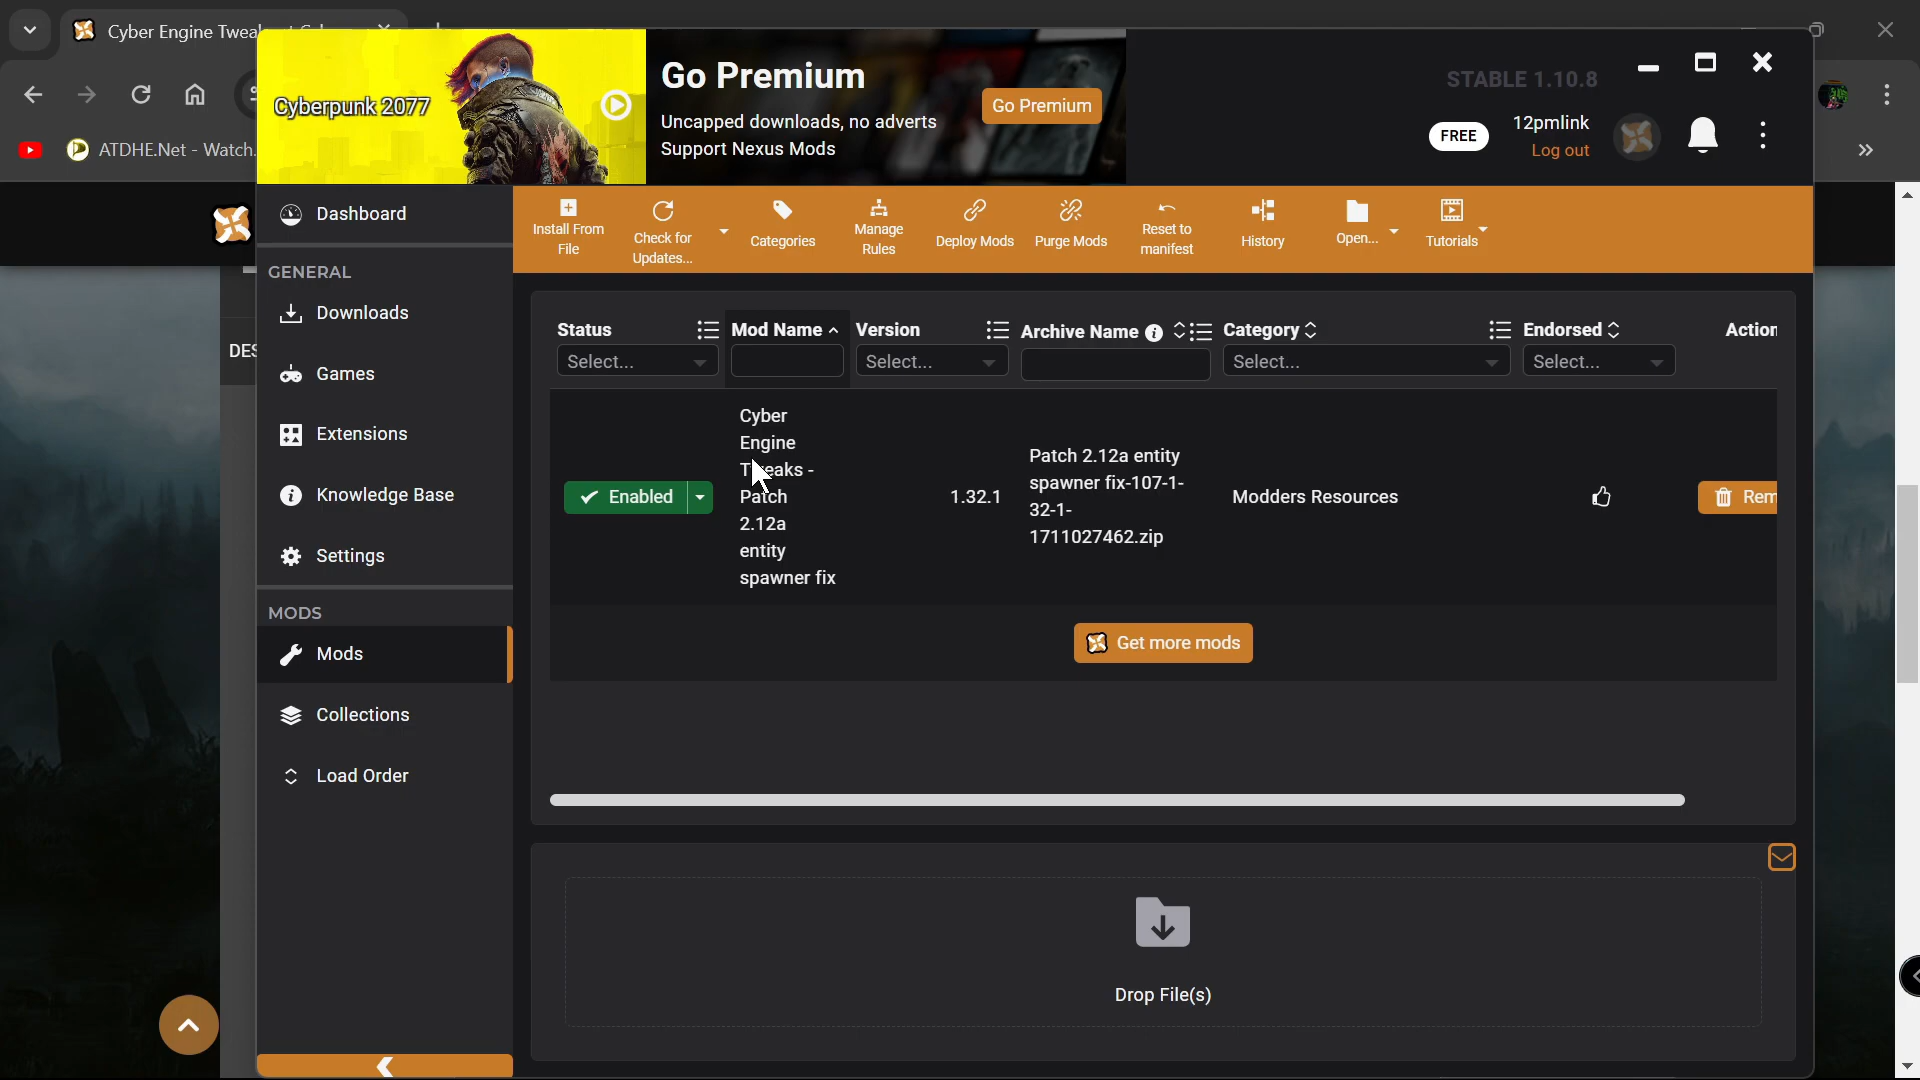 Cyber Engine Twea
ATDHE.Net - Watch.
DES
Cyberpunk 2077
Go Premium
Uncapped downloads, no adverts
Support Nexus Mods
Go Premium
STABLE 1.10.8
FREE
12pmlink
Log out
Dashboard
GENERAL
Downloads
Games
Extensions
Knowledge Base
Settings
MODS
Mods
Collections
Load Order
Install From
File
Check for
Updates...
Categories
Manage
Rules
Deploy Mods
Purge Mods
Reset to
manifest
History
Open...
Tutorials
Status
Mod Name
Version
Archive Name
Category
Endorsed
Action
Select...
Select...
Select...
Select...
Enabled
Cyber
Engine
Tweaks -
Patch
2.12a
entity
spawner fix
1.32.1
Patch 2.12a entity
spawner fix-107-1-
32-1-
1711027462.zip
Modders Resources
Rem
Get more mods
Drop File(s)